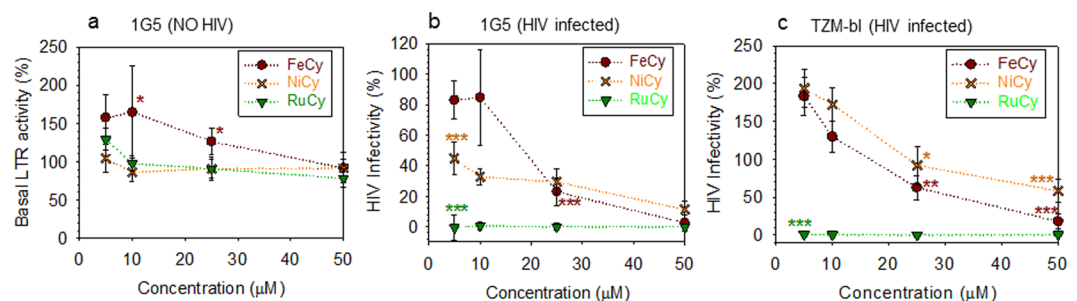 a 1G5 (NO HIV)
Basal LTR activity (%)
250
200
150
100
50
0
FeCy
NiCy
RuCy
*
*
0 10 20 30 40 50
Concentration (µM)
b 1G5 (HIV infected)
HIV Infectivity (%)
120
100
80
60
40
20
0
FeCy
NiCy
RuCy
***
***
***
0 10 20 30 40 50
Concentration (µM)
c TZM-bl (HIV infected)
HIV Infectivity (%)
250
200
150
100
50
0
FeCy
NiCy
RuCy
*
**
***
***
***
0 10 20 30 40 50
Concentration (µM)